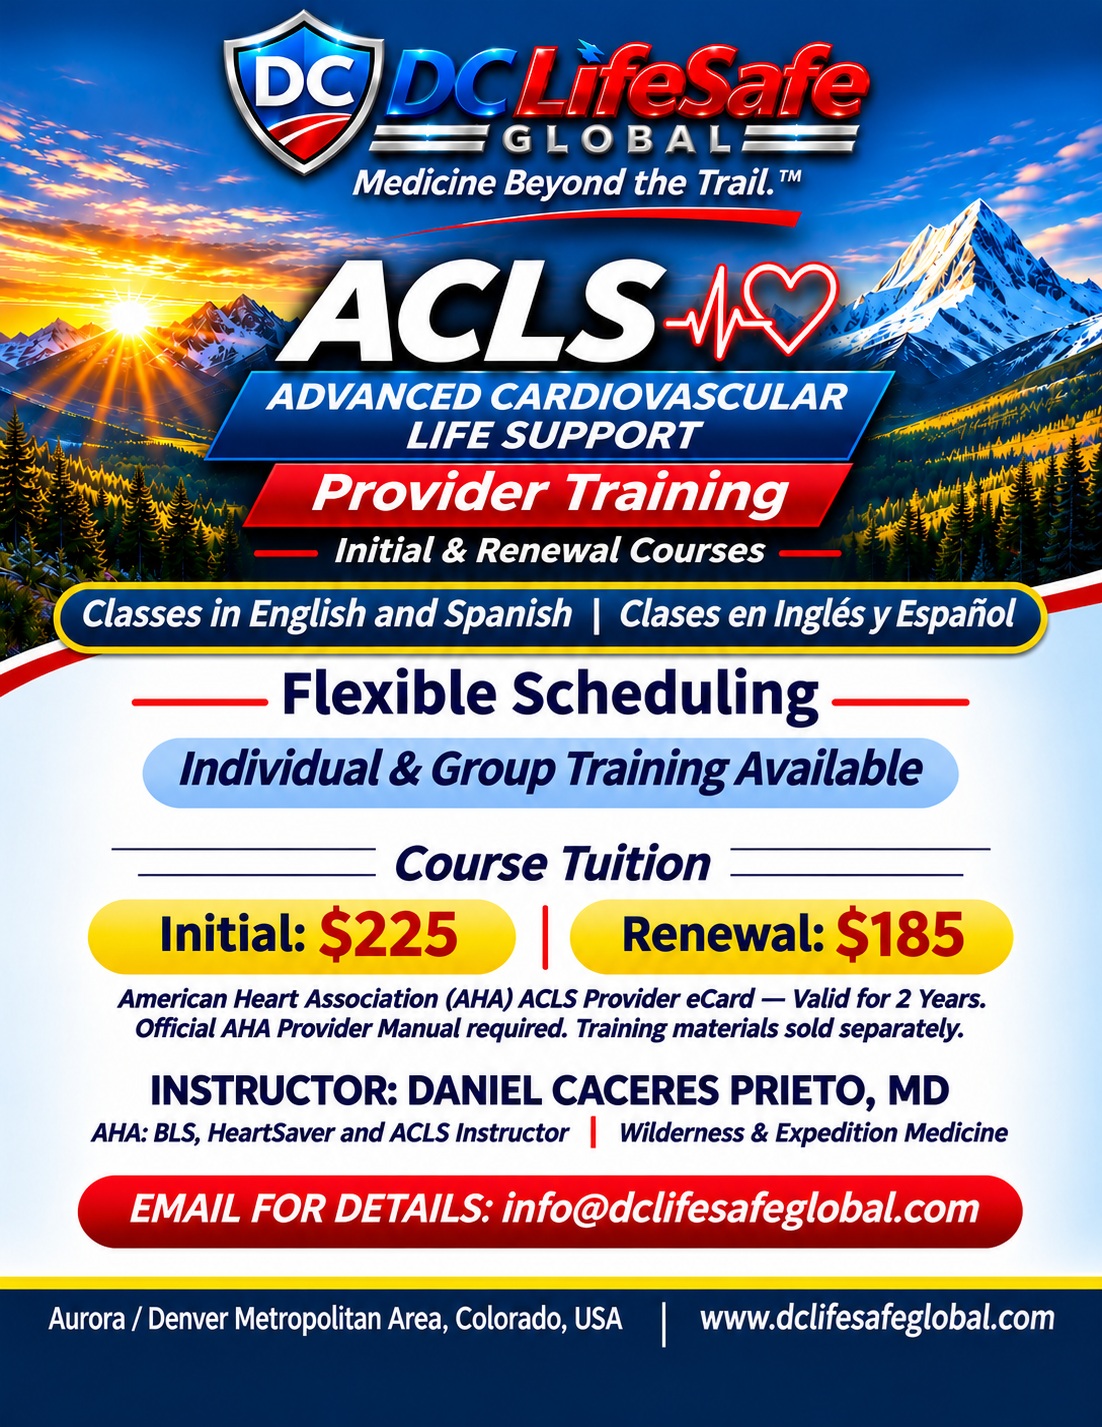 DC
DC LifeSafe
GLOBAL
Medicine Beyond the Trail.™
ACLS
ADVANCED CARDIOVASCULAR
LIFE SUPPORT
Provider Training
Initial & Renewal Courses
Classes in English and Spanish | Clases en Inglés y Español
Flexible Scheduling
Individual & Group Training Available
Course Tuition
Initial: $225 | Renewal: $185
American Heart Association (AHA) ACLS Provider eCard — Valid for 2 Years.
Official AHA Provider Manual required. Training materials sold separately.
INSTRUCTOR: DANIEL CACERES PRIETO, MD
AHA: BLS, HeartSaver and ACLS Instructor | Wilderness & Expedition Medicine
EMAIL FOR DETAILS: info@dclifesafeglobal.com
Aurora / Denver Metropolitan Area, Colorado, USA | www.dclifesafeglobal.com